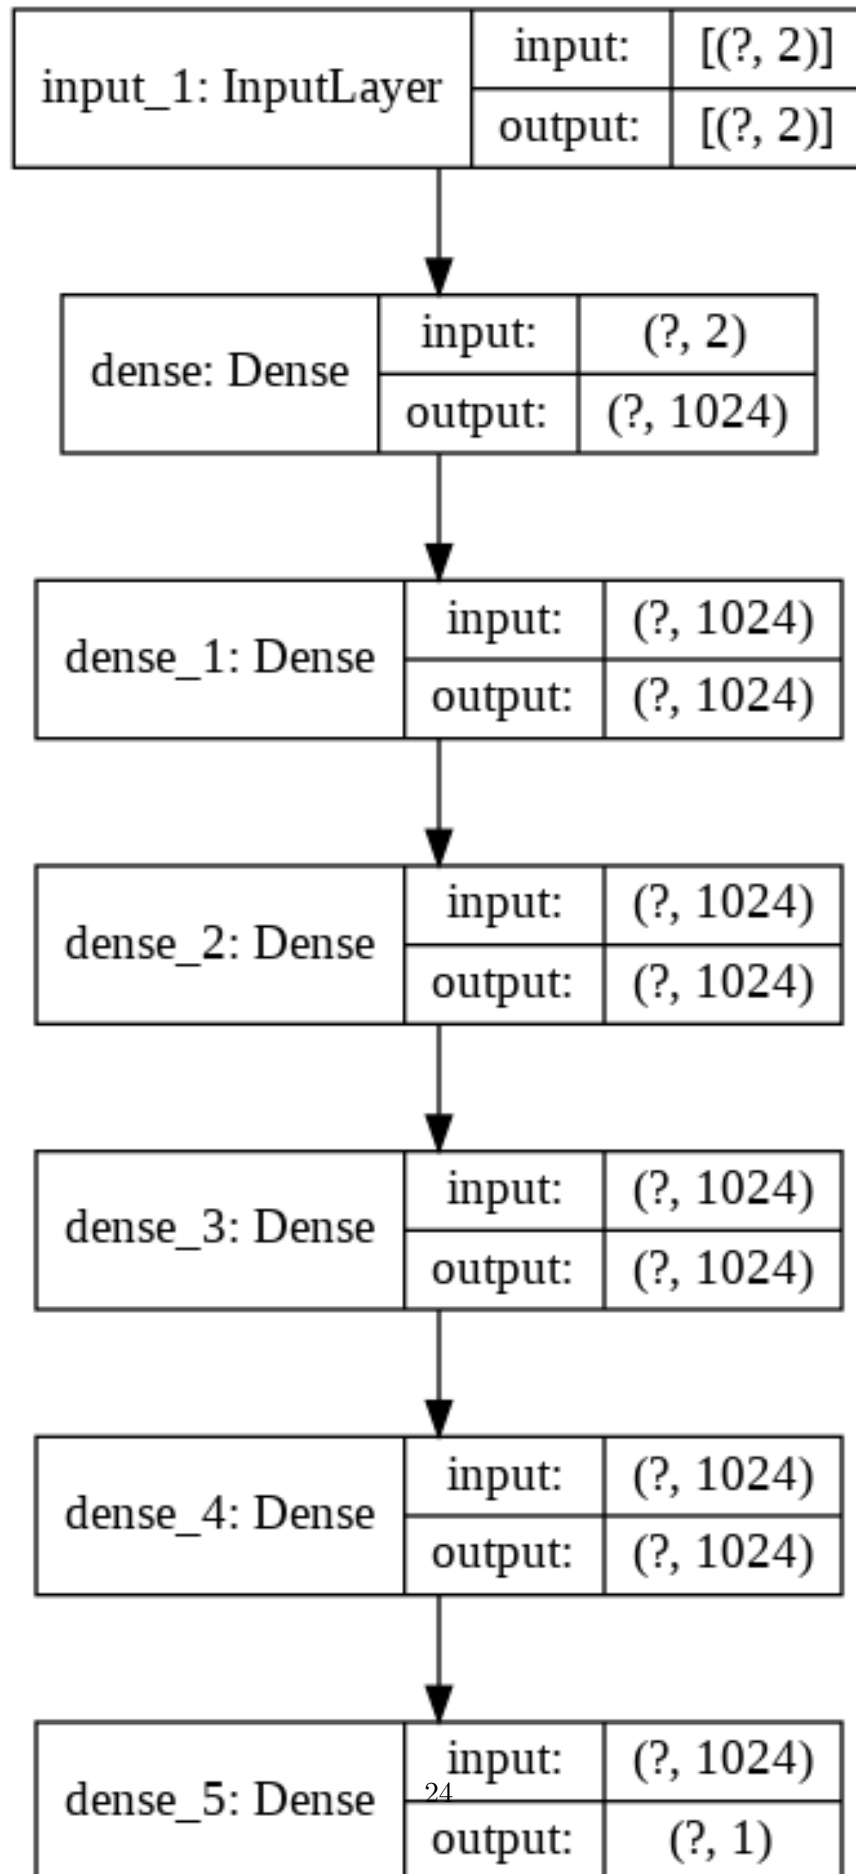 input_1: InputLayer
input: [(?, 2)]
output: [(?, 2)]
dense: Dense
input: (?, 2)
output: (?, 1024)
dense_1: Dense
input: (?, 1024)
output: (?, 1024)
dense_2: Dense
input: (?, 1024)
output: (?, 1024)
dense_3: Dense
input: (?, 1024)
output: (?, 1024)
dense_4: Dense
input: (?, 1024)
output: (?, 1024)
dense_5: Dense
input: (?, 1024)
output: (?, 1)
24